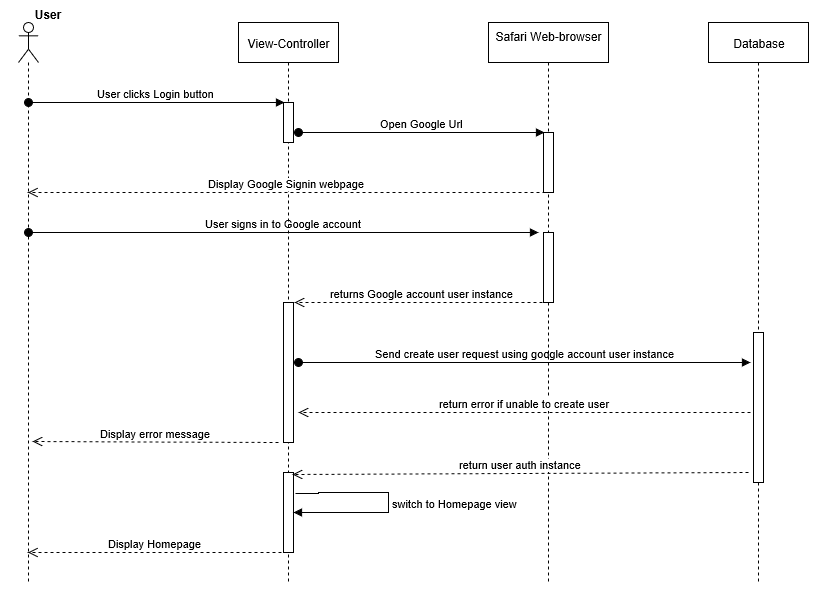 User
View-Controller
Safari Web-browser
Database
User clicks Login button
Open Google Url
Display Google Signin webpage
User signs in to Google account
returns Google account user instance
Send create user request using google account user instance
return error if unable to create user
Display error message
return user auth instance
switch to Homepage view
Display Homepage